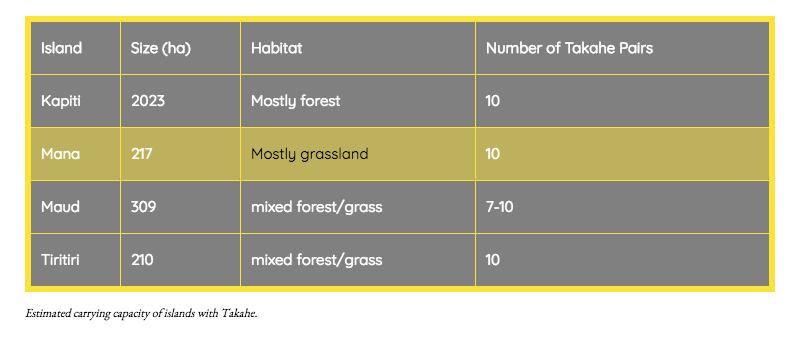 Island Size (ha) Habitat Number of Takahe Pairs
Kapiti 2023 Mostly forest 10
Mana 217 Mostly grassland 10
Maud 309 mixed forest/grass 7-10
Tiritiri 210 mixed forest/grass 10
Estimated carrying capacity of islands with Takahe.